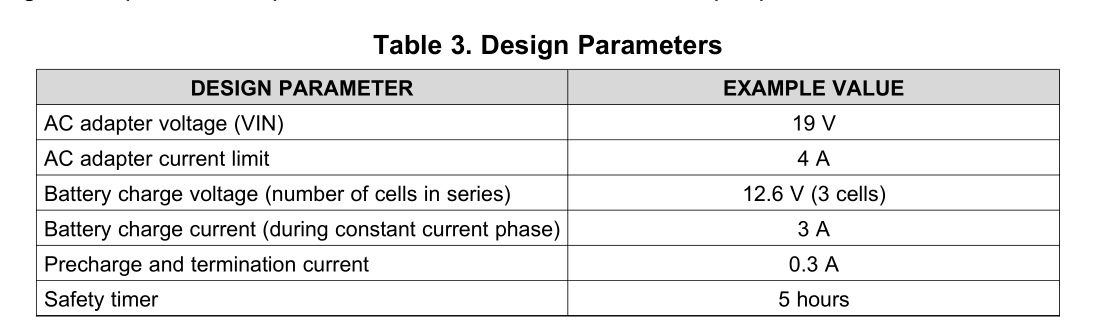 Table 3. Design Parameters
DESIGN PARAMETER EXAMPLE VALUE
AC adapter voltage (VIN) 19 V
AC adapter current limit 4 A
Battery charge voltage (number of cells in series) 12.6 V (3 cells)
Battery charge current (during constant current phase) 3 A
Precharge and termination current 0.3 A
Safety timer 5 hours